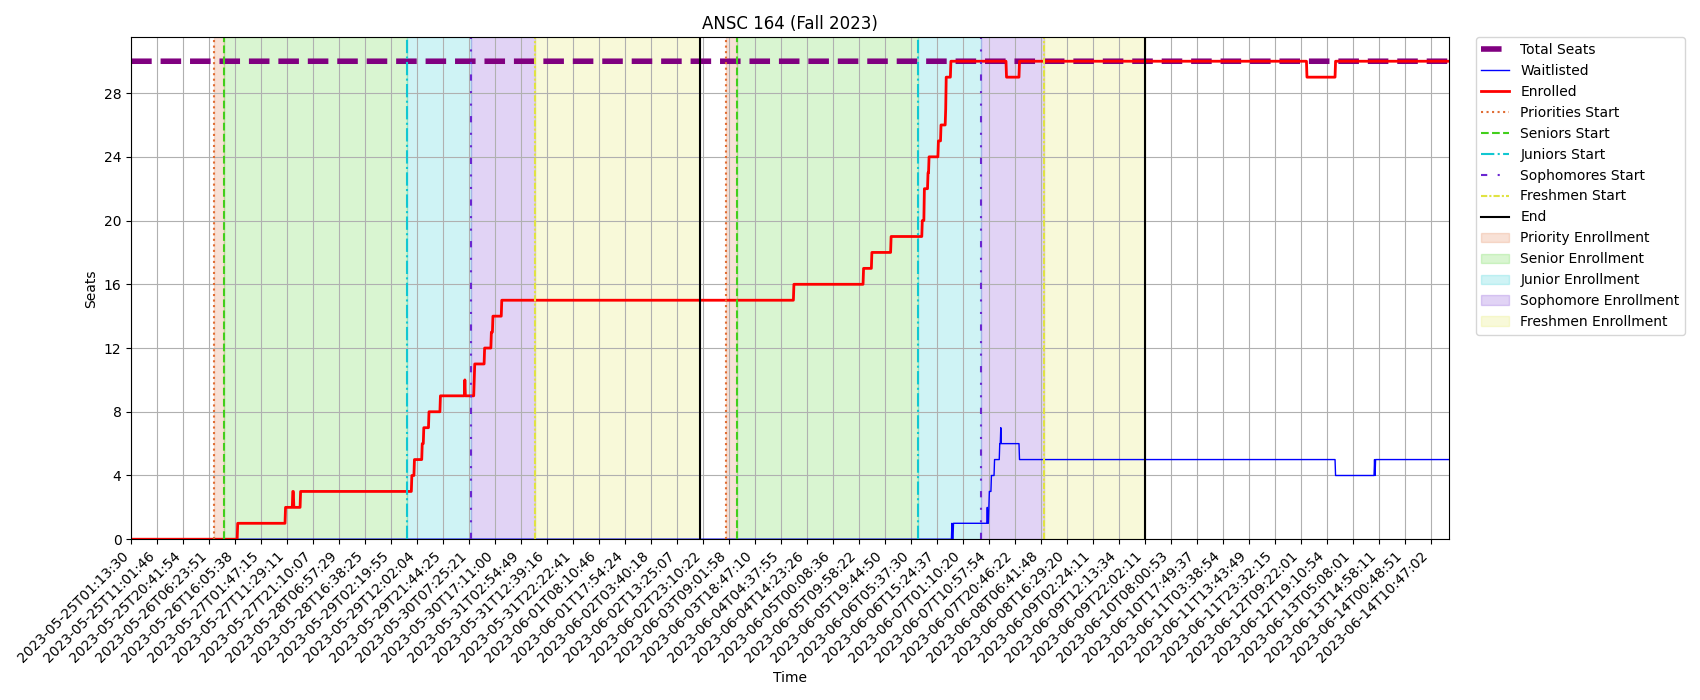 ANSC 164 (Fall 2023)
Seats
28
24
20
16
12
8
4
0
2023-05-25T01:13:30
2023-05-25T11:01:46
2023-05-25T20:41:54
2023-05-26T06:23:51
2023-05-26T16:05:38
2023-05-27T01:47:15
2023-05-27T11:29:11
2023-05-27T21:10:07
2023-05-28T06:57:29
2023-05-28T16:38:25
2023-05-29T02:19:55
2023-05-29T12:02:04
2023-05-29T21:44:25
2023-05-30T07:25:21
2023-05-30T17:11:00
2023-05-31T02:54:49
2023-05-31T12:39:16
2023-05-31T22:22:41
2023-06-01T08:10:46
2023-06-01T17:54:24
2023-06-02T03:40:18
2023-06-02T13:25:07
2023-06-02T23:10:22
2023-06-03T09:01:58
2023-06-03T18:47:10
2023-06-04T04:37:55
2023-06-04T14:23:26
2023-06-05T00:08:36
2023-06-05T09:58:22
2023-06-05T19:44:50
2023-06-06T05:37:30
2023-06-06T15:24:37
2023-06-07T01:10:20
2023-06-07T10:57:54
2023-06-07T20:46:22
2023-06-08T06:41:48
2023-06-08T16:29:20
2023-06-09T02:24:11
2023-06-09T12:13:34
2023-06-09T22:02:11
2023-06-10T08:00:53
2023-06-10T17:49:37
2023-06-11T03:38:54
2023-06-11T13:43:49
2023-06-11T23:32:15
2023-06-12T09:22:01
2023-06-12T19:10:54
2023-06-13T05:08:01
2023-06-13T14:58:11
2023-06-14T00:48:51
2023-06-14T10:47:02
Time
Total Seats
Waitlisted
Enrolled
Priorities Start
Seniors Start
Juniors Start
Sophomores Start
Freshmen Start
End
Priority Enrollment
Senior Enrollment
Junior Enrollment
Sophomore Enrollment
Freshmen Enrollment